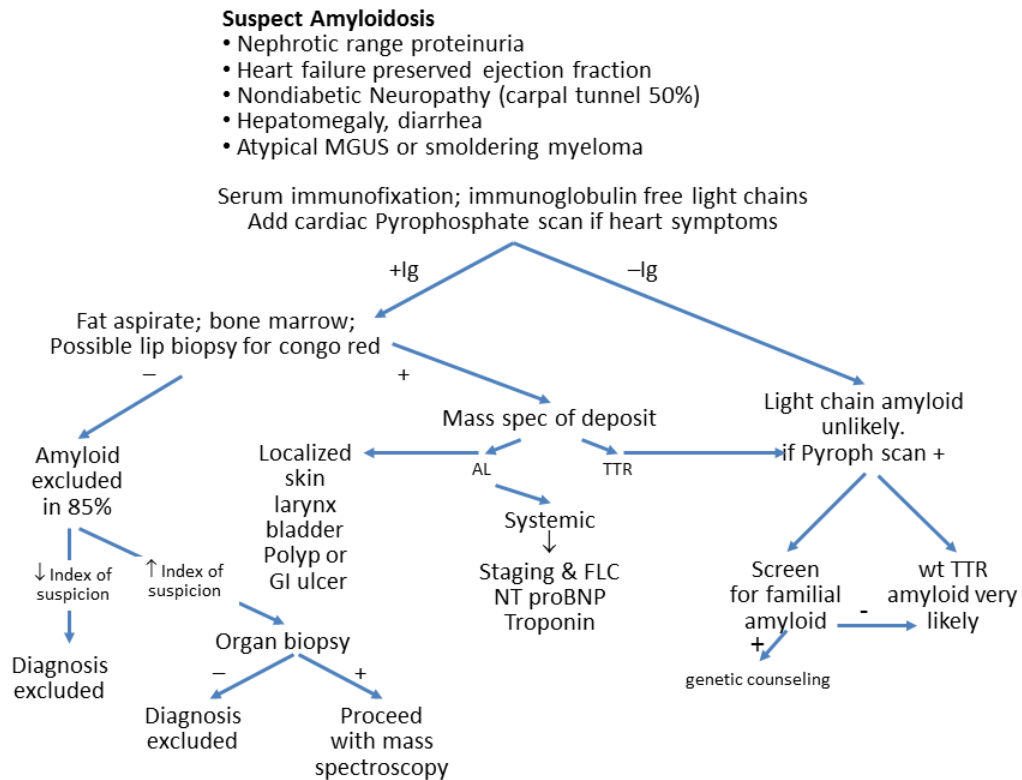 Suspect Amyloidosis
• Nephrotic range proteinuria
• Heart failure preserved ejection fraction
• Nondiabetic Neuropathy (carpal tunnel 50%)
• Hepatomegaly, diarrhea
• Atypical MGUS or smoldering myeloma
Serum immunofixation; immunoglobulin free light chains
Add cardiac Pyrophosphate scan if heart symptoms
+Ig
–Ig
Fat aspirate; bone marrow;
Possible lip biopsy for congo red
–
+
Mass spec of deposit
AL
TTR
Light chain amyloid
unlikely.
if Pyroph scan +
Amyloid
excluded
in 85%
Localized
skin
larynx
bladder
Polyp or
GI ulcer
Systemic
↓
Staging & FLC
NT proBNP
Troponin
↓ Index of
suspicion
↑ Index of
suspicion
Screen
for familial
amyloid
-
+
wt TTR
amyloid very
likely
genetic counseling
Diagnosis
excluded
Organ biopsy
–
+
Diagnosis
excluded
Proceed
with mass
spectroscopy